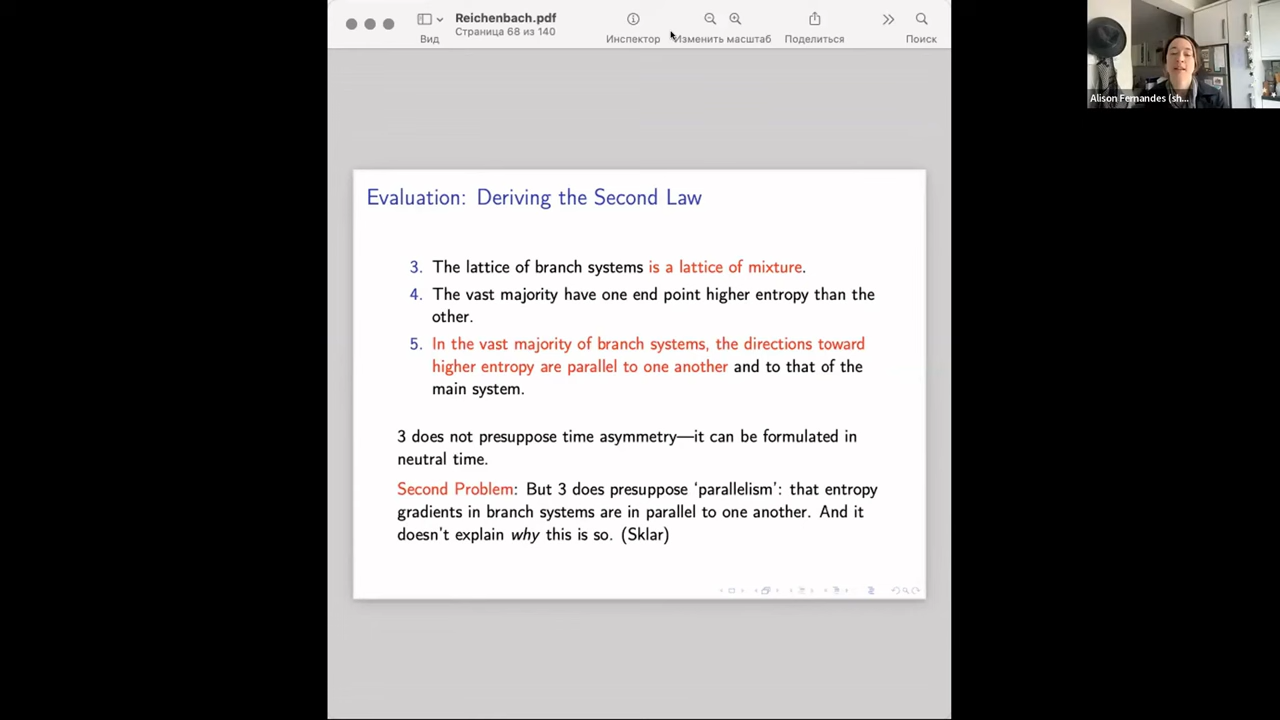 Reichenbach.pdf
Страница 68 из 140
Вид
Инспектор
Изменить масштаб
Поделиться
Поиск
Alison Fernandes (sh...
Evaluation: Deriving the Second Law
3. The lattice of branch systems is a lattice of mixture.
4. The vast majority have one end point higher entropy than the
other.
5. In the vast majority of branch systems, the directions toward
higher entropy are parallel to one another and to that of the
main system.
3 does not presuppose time asymmetry—it can be formulated in
neutral time.
Second Problem: But 3 does presuppose ‘parallelism’: that entropy
gradients in branch systems are in parallel to one another. And it
doesn't explain why this is so. (Sklar)